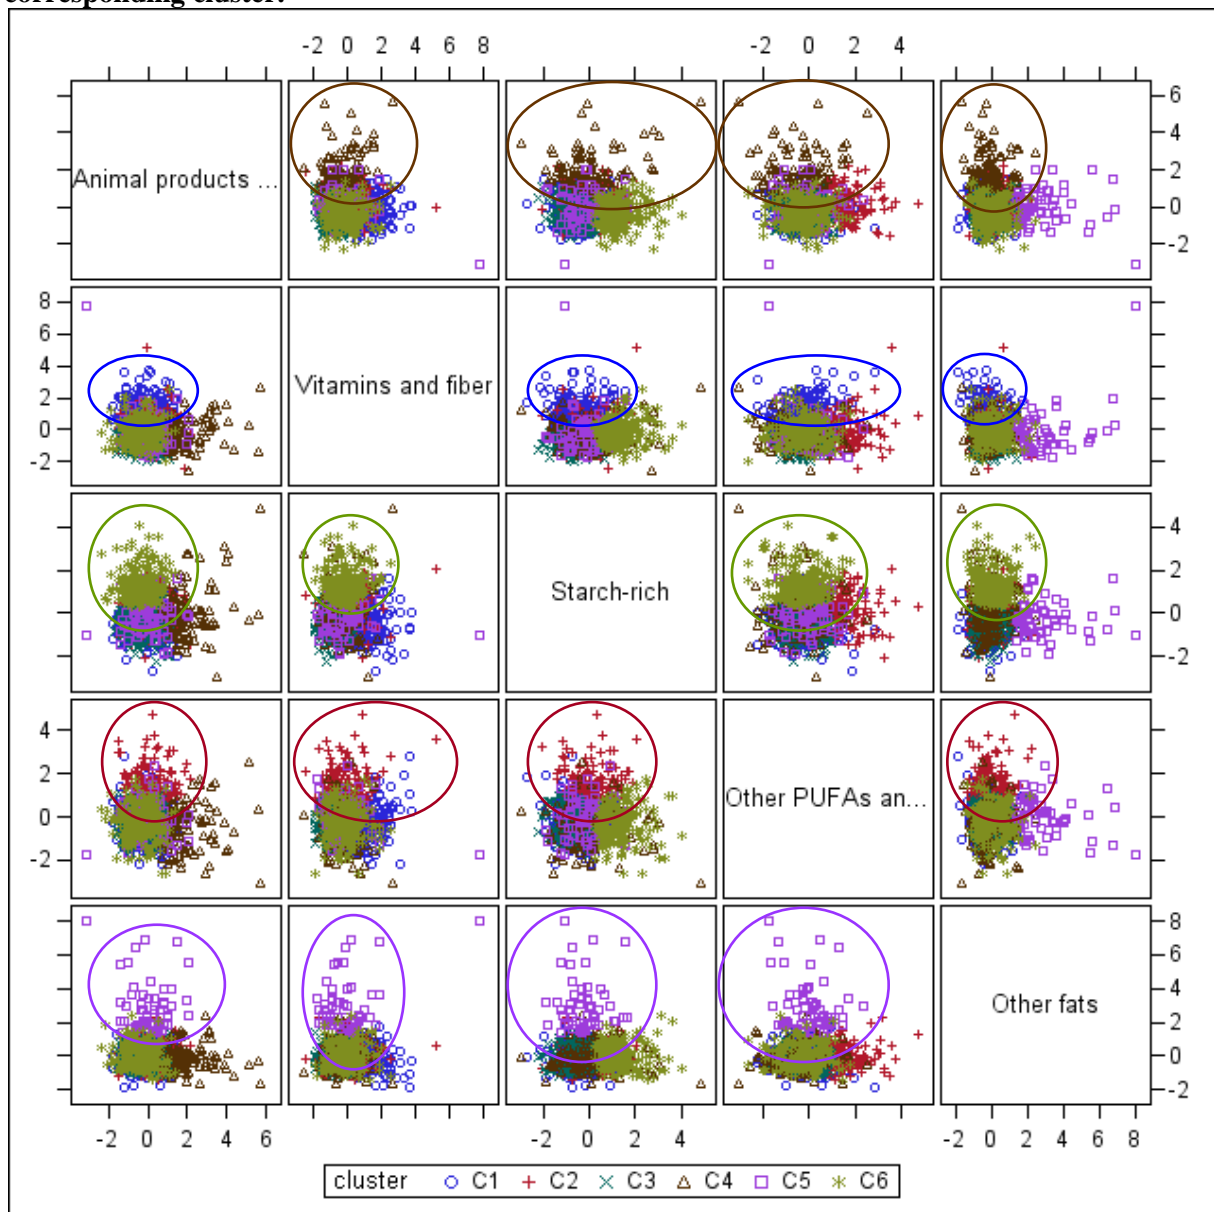 corresponding cluster.
-2 0 2 4 6 8 -2 0 2 4
Animal products ...
6
4
2
0
-2
8
6
4
2
0
-2
Vitamins and fiber
Starch-rich
4
2
0
-2
4
2
0
-2
Other PUFAs an...
Other fats
8
6
4
2
0
-2
-2 0 2 4 6 -2 0 2 4 -2 0 2 4 6 8
cluster C1 C2 C3 C4 C5 C6